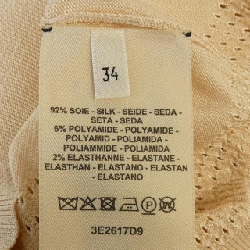 34
92% SOIE - SILK - SEIDE - SEDA
- SETA - SEDA
6% POLYAMIDE - POLYAMIDE -
POLYAMID - POLIAMIDA -
POLIAMMIDE - POLIAMIDA
2% ELASTHANNE - ELASTANE -
ELASTHAN - ELASTANO - ELASTAN
- ELASTANO
3E2617D9